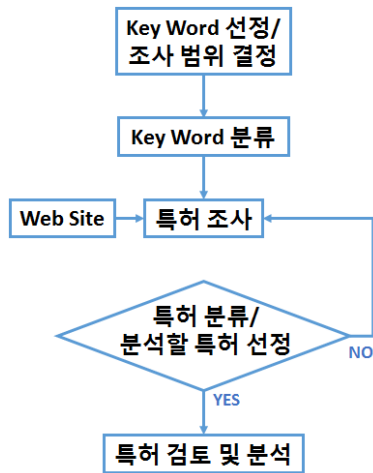 Key Word 선정/
조사 범위 결정
Key Word 분류
Web Site
특허 조사
특허 분류/
분석할 특허 선정
NO
YES
특허 검토 및 분석